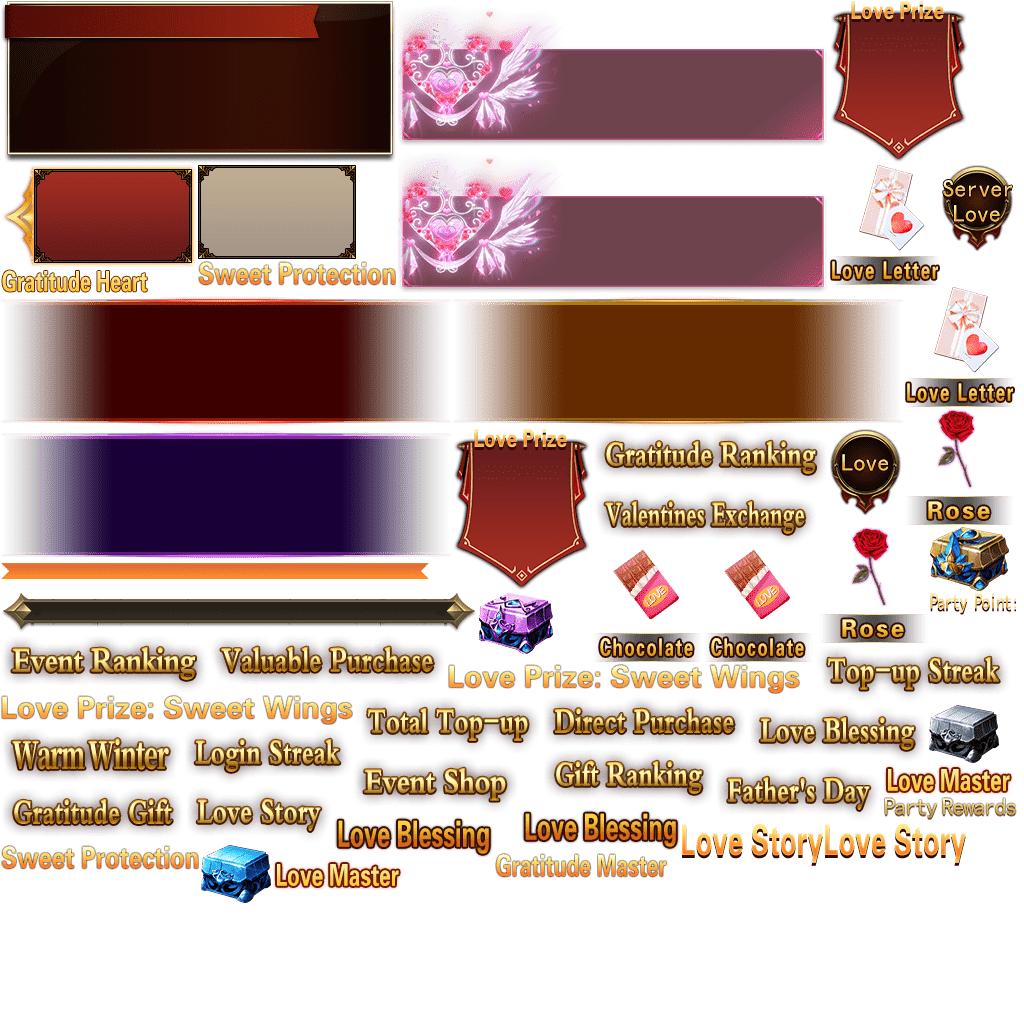 Love Prize
Server
Love
Love Letter
Gratitude Heart
Sweet Protection
Love Letter
Love Prize
Gratitude Ranking
Love
Valentines Exchange
Rose
LOVE
LOVE
Party Point:
Rose
Chocolate
Chocolate
Event Ranking
Valuable Purchase
Love Prize: Sweet Wings
Top-up Streak
Love Prize: Sweet Wings
Total Top-up
Direct Purchase
Love Blessing
Warm Winter
Login Streak
Event Shop
Gift Ranking
Father's Day
Love Master
Party Rewards
Gratitude Gift
Love Story
Love Blessing
Love Blessing
Love Story
Love Story
Sweet Protection
Love Master
Gratitude Master